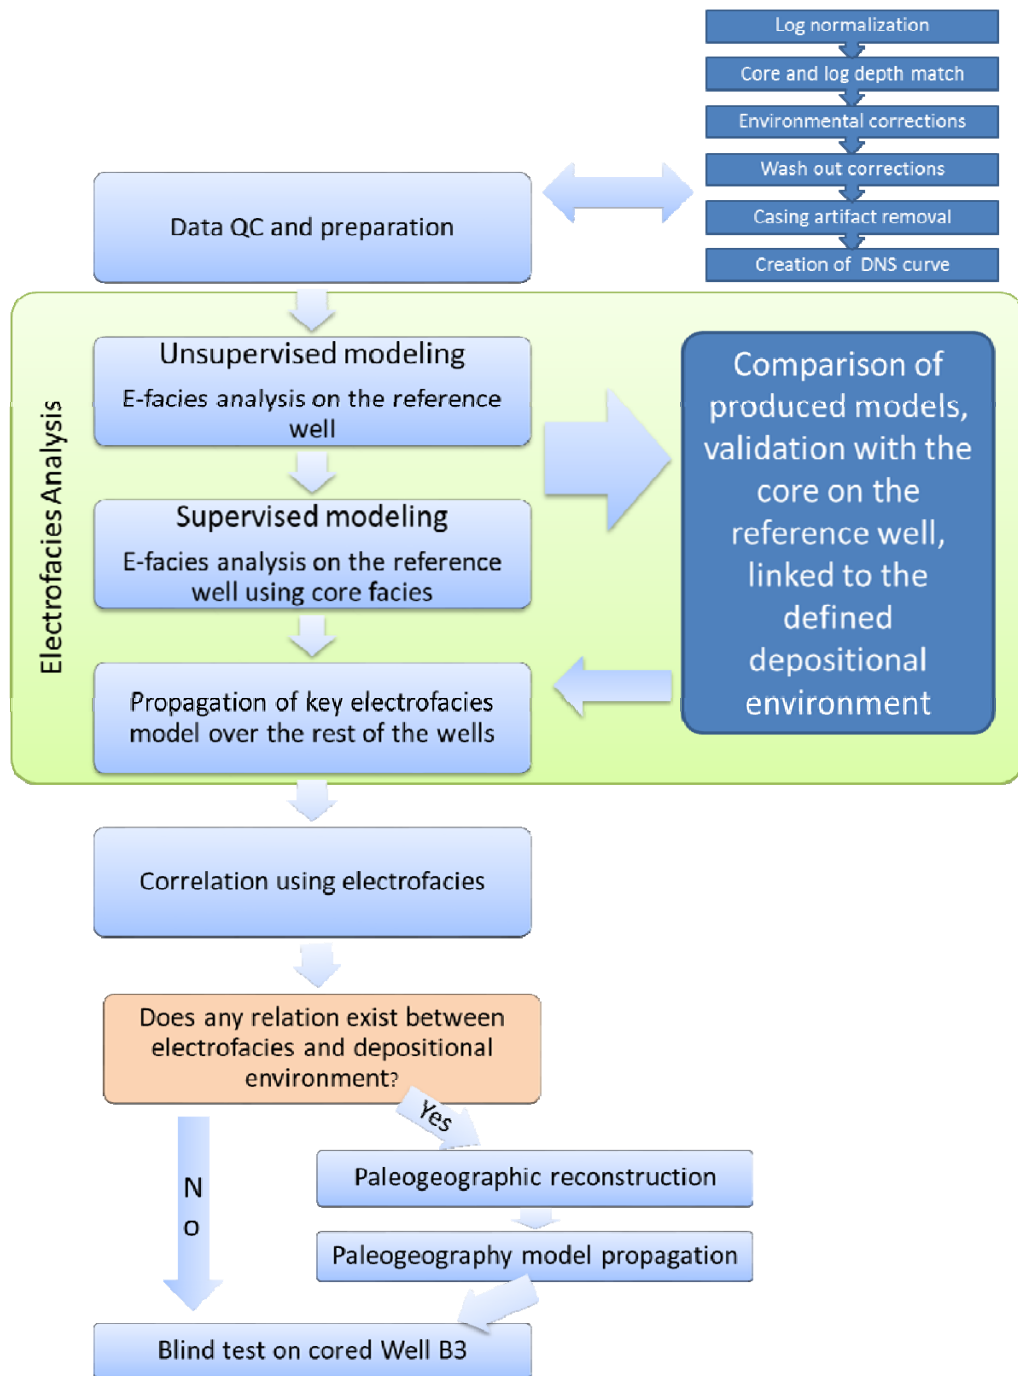 Log normalization
Core and log depth match
Environmental corrections
Wash out corrections
Casing artifact removal
Creation of DNS curve
Data QC and preparation
Electrofacies Analysis
Unsupervised modeling
E-facies analysis on the reference
well
Supervised modeling
E-facies analysis on the reference
well using core facies
Propagation of key electrofacies
model over the rest of the wells
Comparison of
produced models,
validation with the
core on the
reference well,
linked to the
defined
depositional
environment
Correlation using electrofacies
Does any relation exist between
electrofacies and depositional
environment?
Yes
N
o
Paleogeographic reconstruction
Paleogeography model propagation
Blind test on cored Well B3